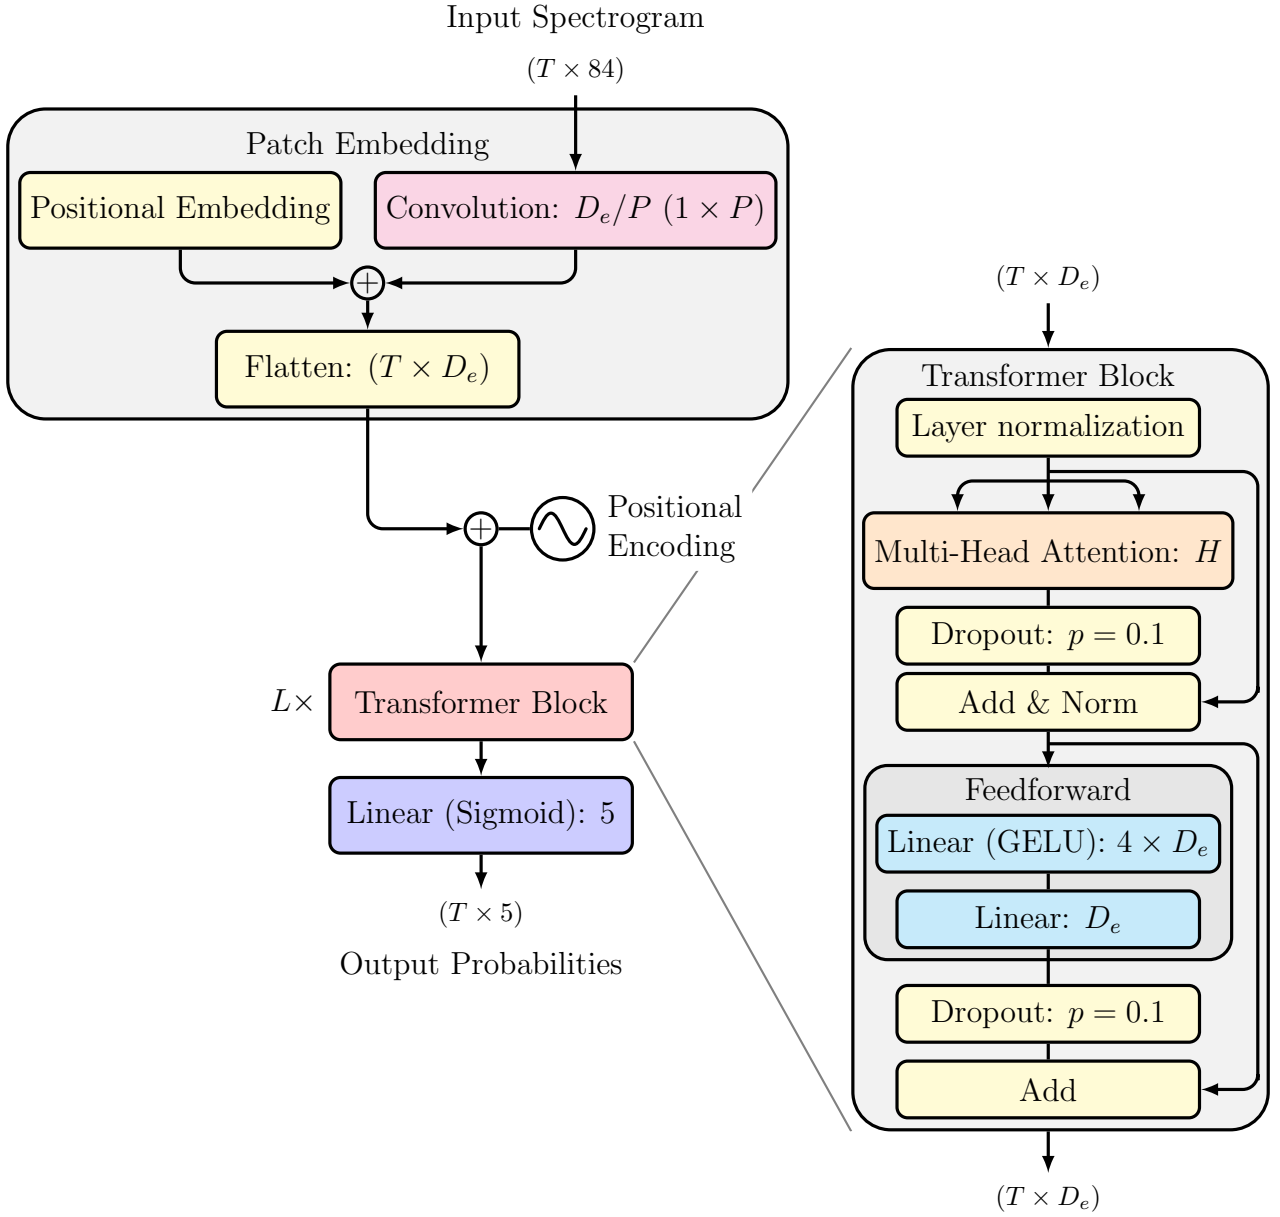 Input Spectrogram
(T × 84)
Patch Embedding
Positional Embedding
Convolution: D_e/P (1 × P)
+
Flatten: (T × D_e)
+
Positional
Encoding
L×
Transformer Block
Linear (Sigmoid): 5
(T × 5)
Output Probabilities
(T × D_e)
Transformer Block
Layer normalization
Multi-Head Attention: H
Dropout: p = 0.1
Add & Norm
Feedforward
Linear (GELU): 4 × D_e
Linear: D_e
Dropout: p = 0.1
Add
(T × D_e)